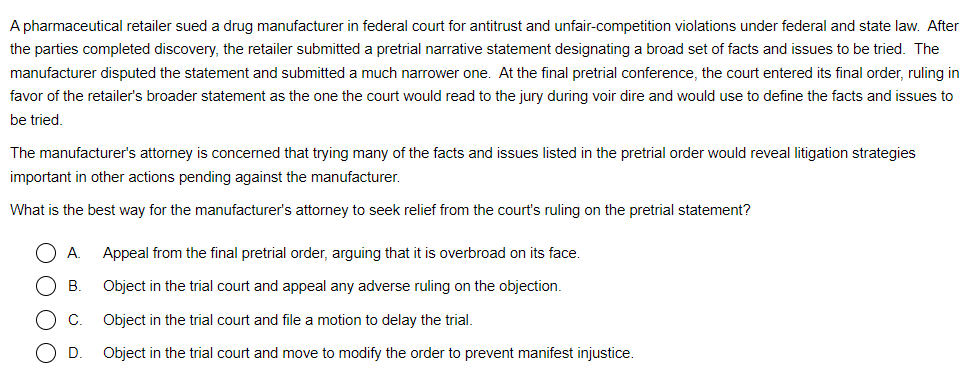 A pharmaceutical retailer sued a drug manufacturer in federal court for antitrust and unfair-competition violations under federal and state law. After
the parties completed discovery, the retailer submitted a pretrial narrative statement designating a broad set of facts and issues to be tried. The
manufacturer disputed the statement and submitted a much narrower one. At the final pretrial conference, the court entered its final order, ruling in
favor of the retailer's broader statement as the one the court would read to the jury during voir dire and would use to define the facts and issues to
be tried.
The manufacturer's attorney is concerned that trying many of the facts and issues listed in the pretrial order would reveal litigation strategies
important in other actions pending against the manufacturer.
What is the best way for the manufacturer's attorney to seek relief from the court's ruling on the pretrial statement?
A. Appeal from the final pretrial order, arguing that it is overbroad on its face.
B. Object in the trial court and appeal any adverse ruling on the objection.
C. Object in the trial court and file a motion to delay the trial.
D. Object in the trial court and move to modify the order to prevent manifest injustice.